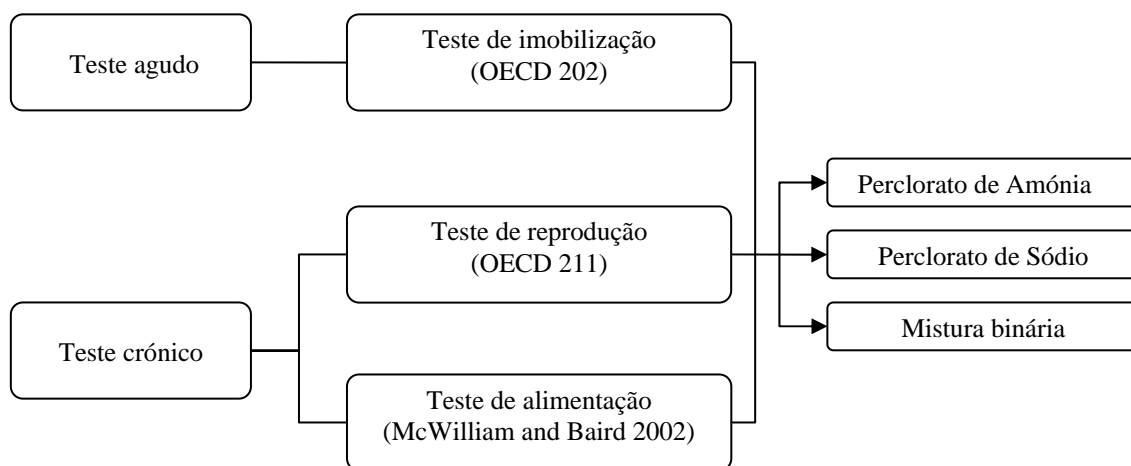 Teste agudo
Teste de imobilização
(OECD 202)
Teste crónico
Teste de reprodução
(OECD 211)
Teste de alimentação
(McWilliam and Baird 2002)
Perclorato de Amónia
Perclorato de Sódio
Mistura binária